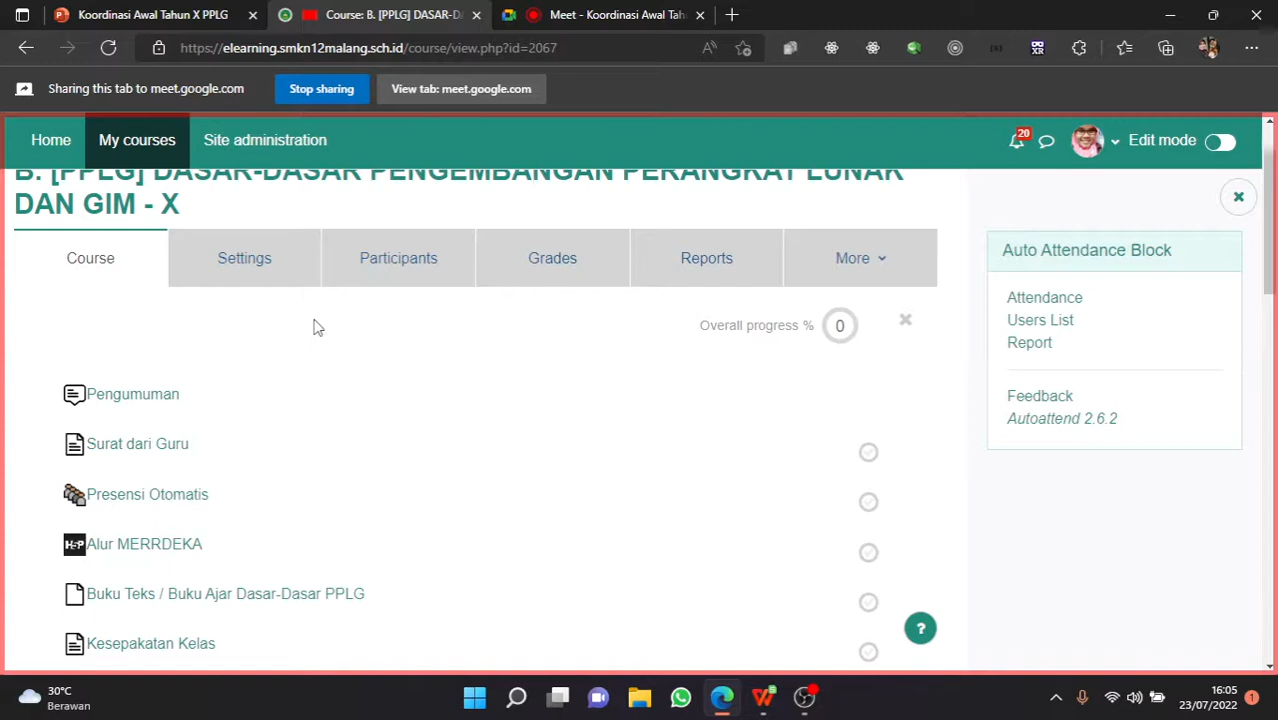 Koordinasi Awal Tahun X PPLG
Course: B. [PPLG] DASAR-DA
Meet - Koordinasi Awal Tah
https://elearning.smkn12malang.sch.id/course/view.php?id=2067
Sharing this tab to meet.google.com
Stop sharing
View tab: meet.google.com
Home
My courses
Site administration
20
Edit mode
B. [PPLG] DASAR-DASAR PENGEMBANGAN PERANGKAT LUNAK
DAN GIM - X
Course
Settings
Participants
Grades
Reports
More
Overall progress %
0
Pengumuman
Surat dari Guru
Presensi Otomatis
H5P
Alur MERRDEKA
Buku Teks / Buku Ajar Dasar-Dasar PPLG
Kesepakatan Kelas
Auto Attendance Block
Attendance
Users List
Report
Feedback
Autoattend 2.6.2
?
30°C
Berawan
16:05
23/07/2022
1